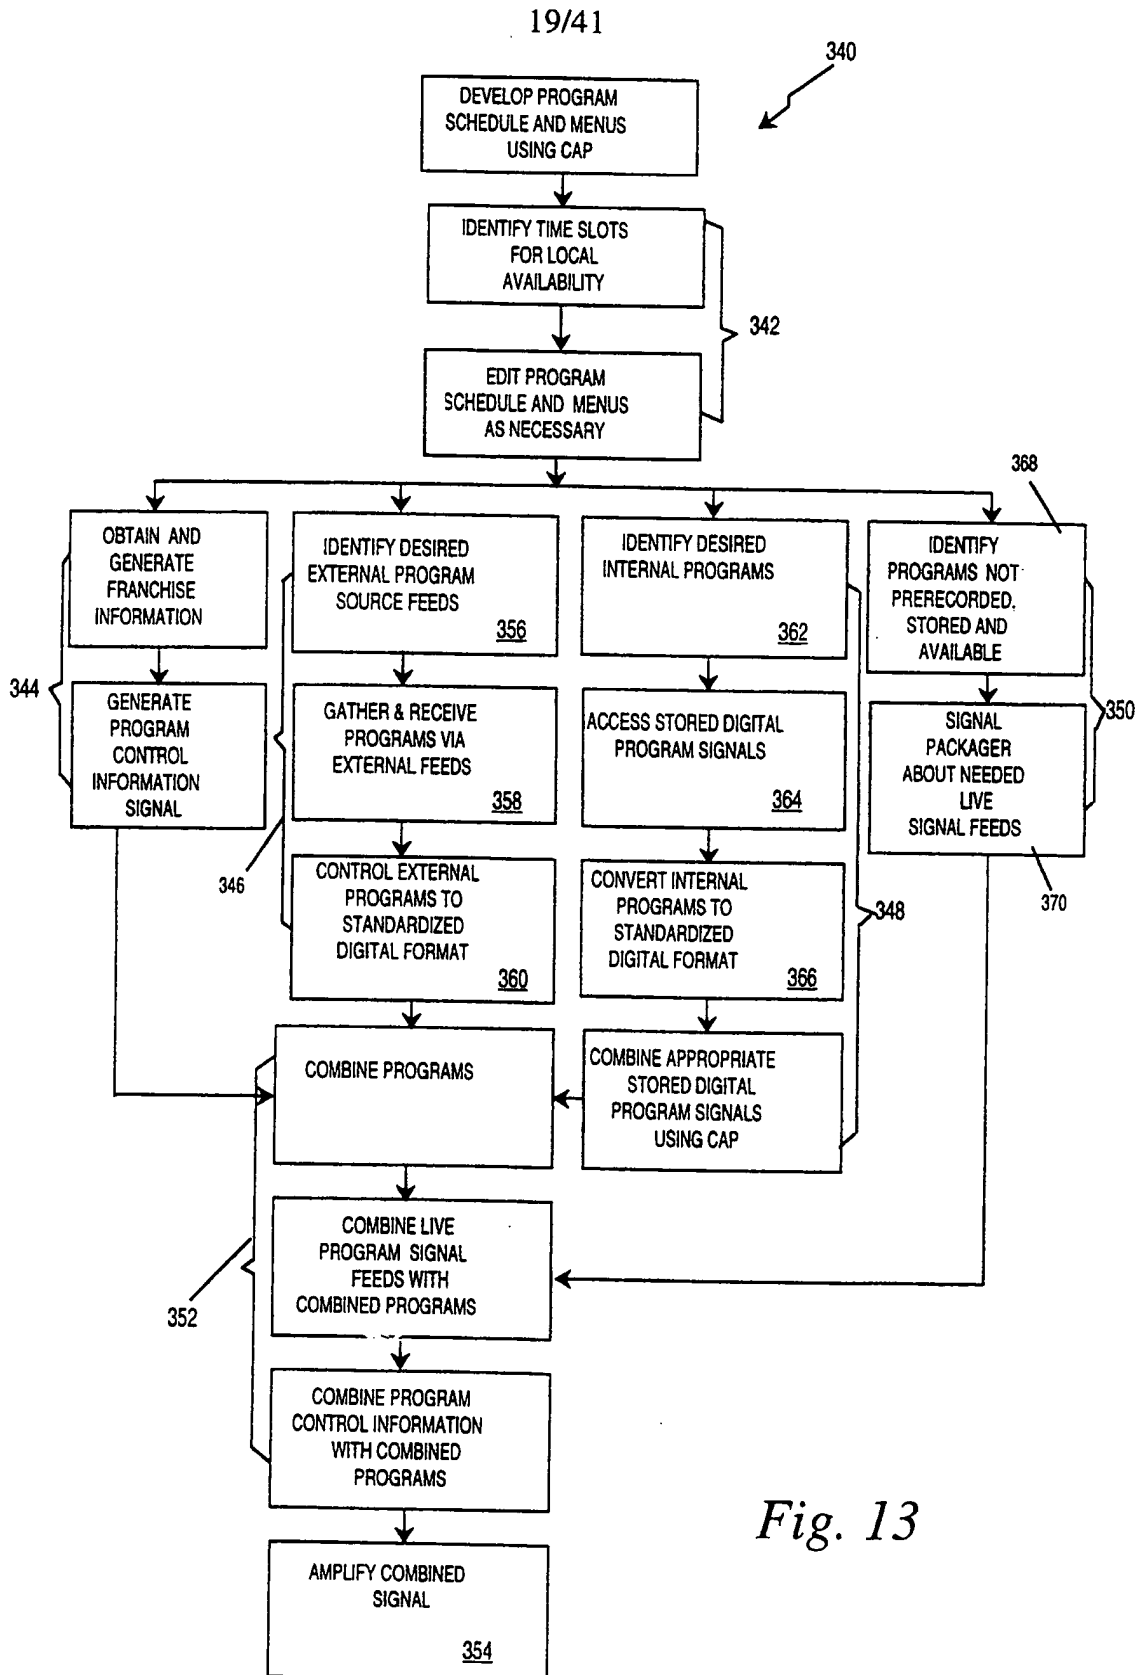 19/41
340
DEVELOP PROGRAM
SCHEDULE AND MENUS
USING CAP
IDENTIFY TIME SLOTS
FOR LOCAL
AVAILABILITY
342
EDIT PROGRAM
SCHEDULE AND MENUS
AS NECESSARY
368
OBTAIN AND
GENERATE
FRANCHISE
INFORMATION
IDENTIFY DESIRED
EXTERNAL PROGRAM
SOURCE FEEDS
356
IDENTIFY DESIRED
INTERNAL PROGRAMS
362
IDENTIFY
PROGRAMS NOT
PRERECORDED,
STORED AND
AVAILABLE
344
350
GENERATE
PROGRAM
CONTROL
INFORMATION
SIGNAL
GATHER & RECEIVE
PROGRAMS VIA
EXTERNAL FEEDS
358
ACCESS STORED DIGITAL
PROGRAM SIGNALS
364
SIGNAL
PACKAGER
ABOUT NEEDED
LIVE
SIGNAL FEEDS
346
370
CONTROL EXTERNAL
PROGRAMS TO
STANDARDIZED
DIGITAL FORMAT
360
CONVERT INTERNAL
PROGRAMS TO
STANDARDIZED
DIGITAL FORMAT
366
348
COMBINE PROGRAMS
COMBINE APPROPRIATE
STORED DIGITAL
PROGRAM SIGNALS
USING CAP
COMBINE LIVE
PROGRAM SIGNAL
FEEDS WITH
COMBINED PROGRAMS
352
COMBINE PROGRAM
CONTROL INFORMATION
WITH COMBINED
PROGRAMS
AMPLIFY COMBINED
SIGNAL
354
Fig. 13